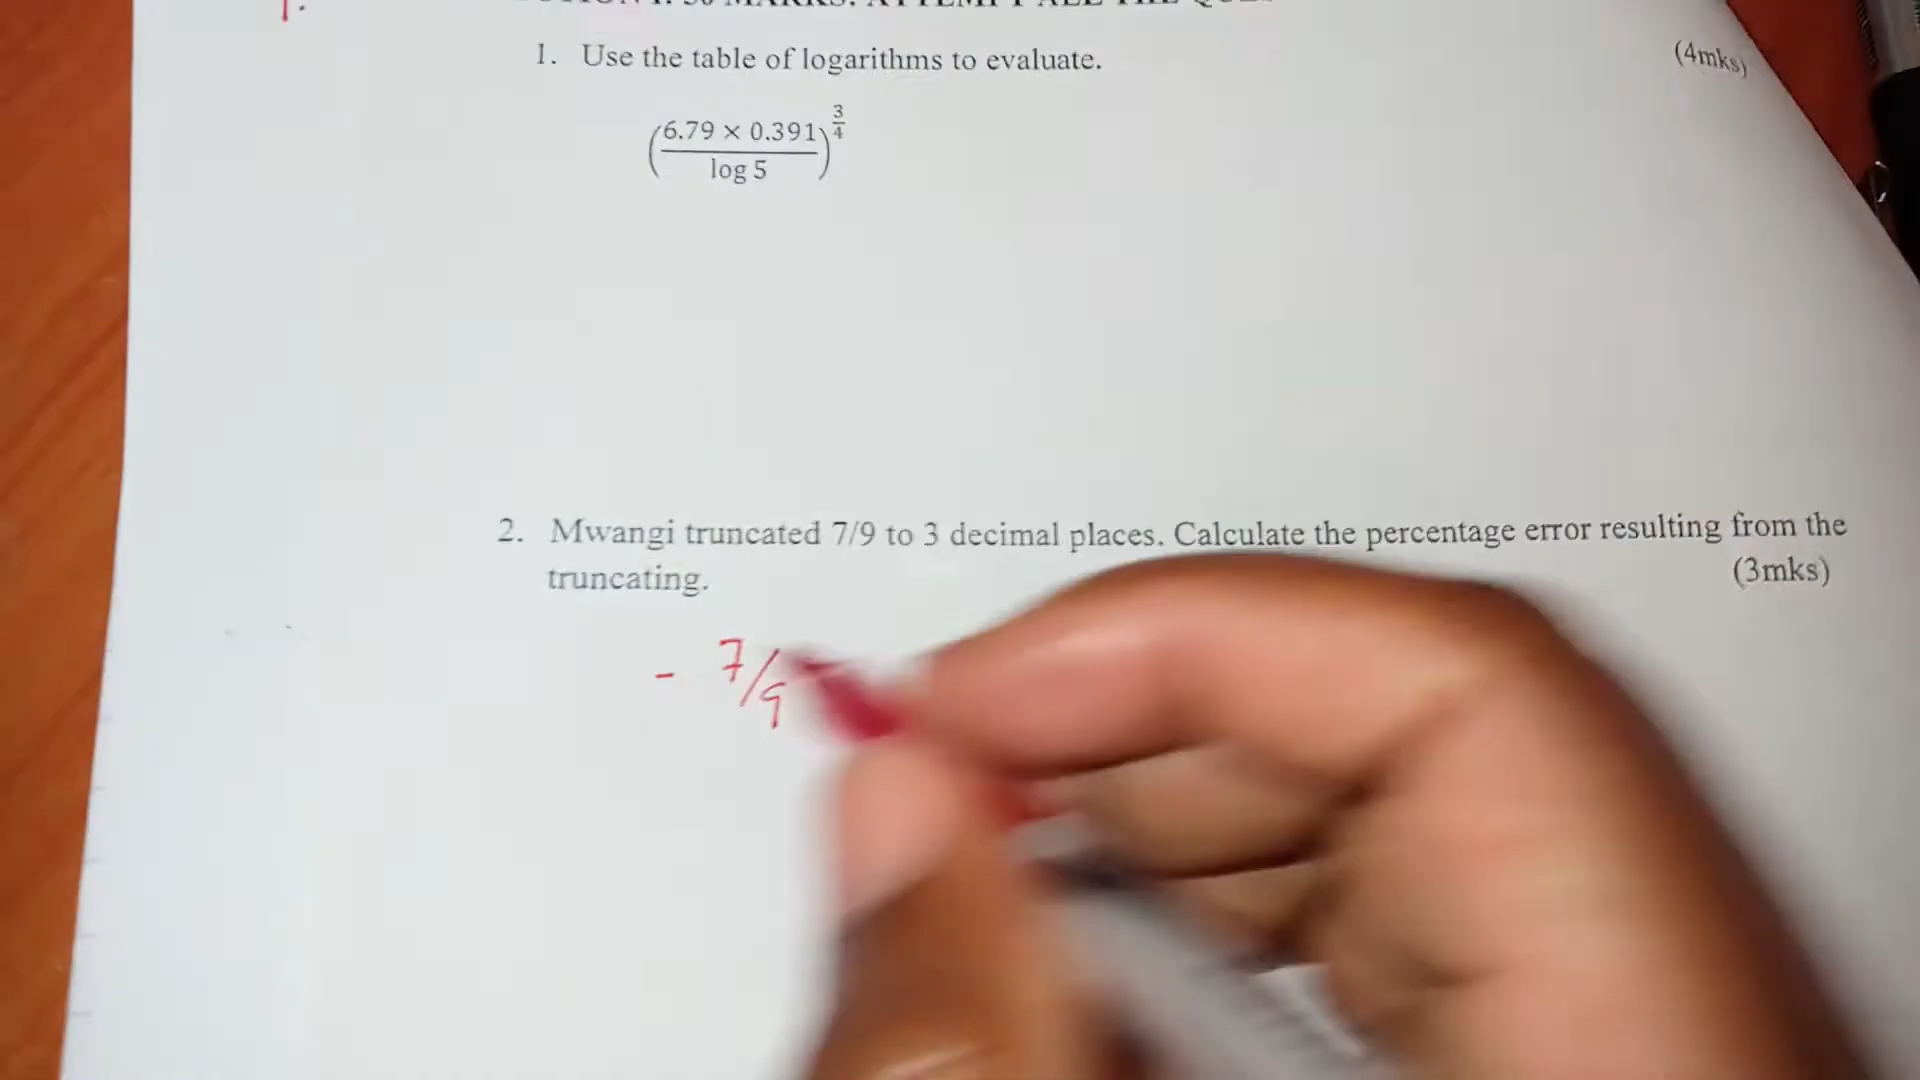 1. Use the table of logarithms to evaluate. (4mks)
(6.79 × 0.391 / log 5)^3/4
2. Mwangi truncated 7/9 to 3 decimal places. Calculate the percentage error resulting from the
truncating. (3mks)
- 7/9